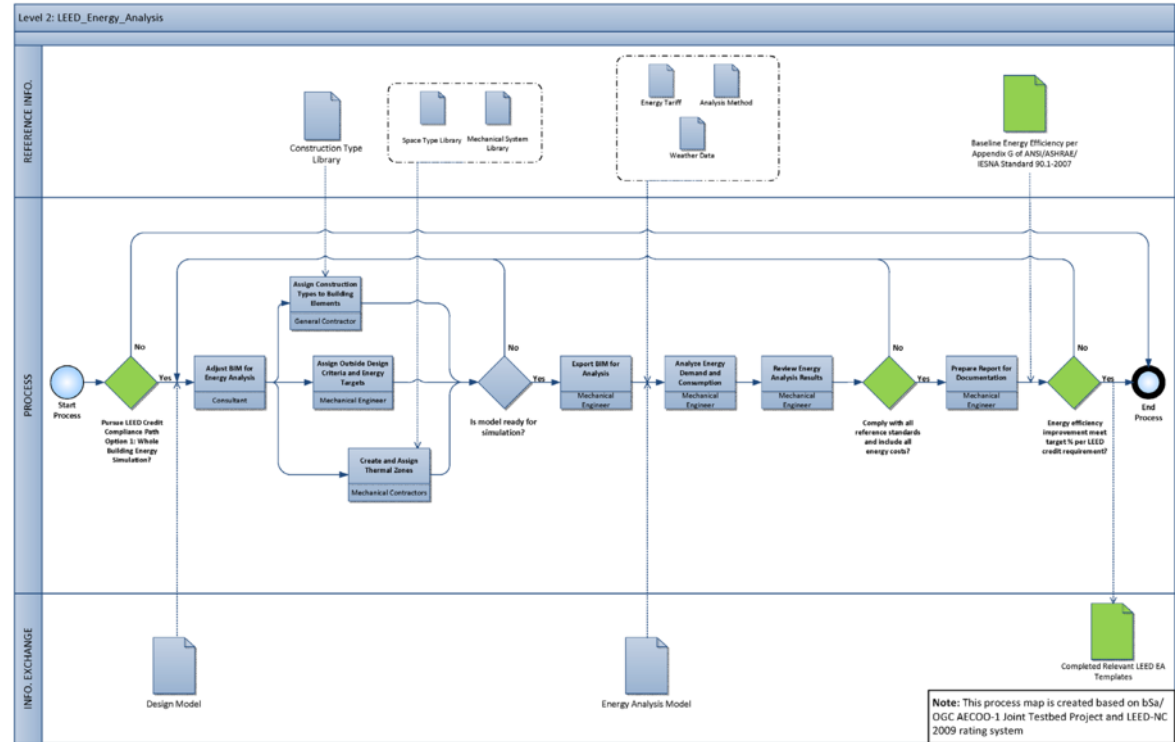 Level 2: LEED_Energy_Analysis
REFERENCE INFO.
Construction Type
Library
Space Type Library
Mechanical System
Library
Energy Tariff
Analysis Method
Weather Data
Baseline Energy Efficiency per
Appendix G of ANSI/ASHRAE/
IESNA Standard 90.1-2007
PROCESS
Start
Process
No
Yes
Pursue LEED Credit
Compliance Path
Option 1: Whole
Building Energy
Simulation?
Adjust BIM for
Energy Analysis
Consultant
Assign Construction
Types to Building
Elements
General Contractor
Assign Outside Design
Criteria and Energy
Targets
Mechanical Engineer
Create and Assign
Thermal Zones
Mechanical Contractors
No
Yes
Is model ready for
simulation?
Export BIM for
Analysis
Mechanical
Engineer
Analyze Energy
Demand and
Consumption
Mechanical
Engineer
Review Energy
Analysis Results
Mechanical
Engineer
No
Yes
Comply with all
reference standards
and include all
energy costs?
Prepare Report for
Documentation
Mechanical
Engineer
No
Yes
Energy efficiency
improvement meet
target % per LEED
credit requirement?
End
Process
INFO. EXCHANGE
Design Model
Energy Analysis Model
Completed Relevant LEED EA
Templates
Note: This process map is created based on bSa/
OGC AECOO-1 Joint Testbed Project and LEED-NC
2009 rating system